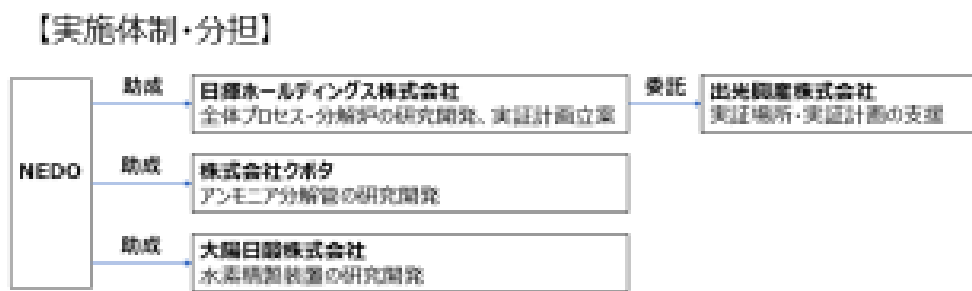 【実施体制・分担】
助成
日揮ホールディングス株式会社
全体プロセス・分解炉の研究開発、実証計画立案
委託
出光興産株式会社
実証場所・実証計画の支援
NEDO
助成
株式会社クボタ
アンモニア分解管の研究開発
助成
大陽日酸株式会社
水素精製装置の研究開発